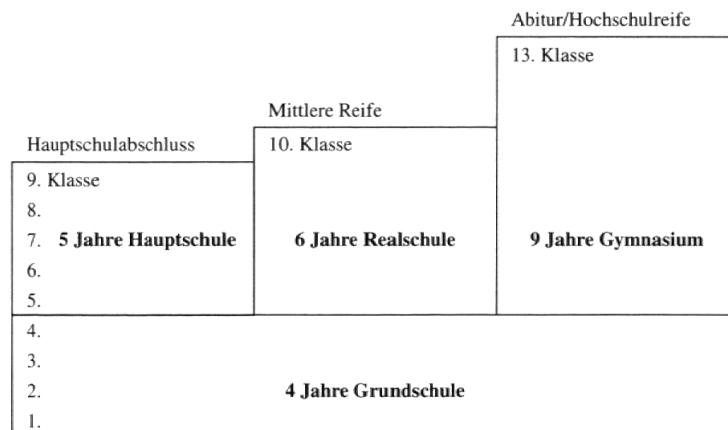 Abitur/Hochschulreife
13. Klasse
Mittlere Reife
10. Klasse
Hauptschulabschluss
9. Klasse
8.
7. 5 Jahre Hauptschule
6 Jahre Realschule
9 Jahre Gymnasium
6.
5.
4.
3.
2. 4 Jahre Grundschule
1.